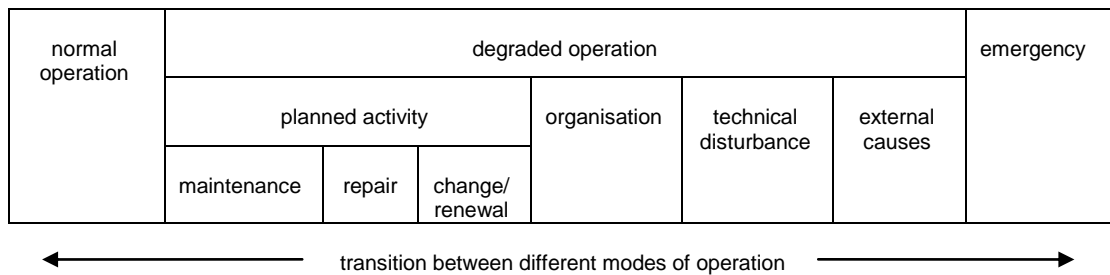 normal
operation
degraded operation
emergency
planned activity
organisation
technical
disturbance
external
causes
maintenance
repair
change/
renewal
transition between different modes of operation